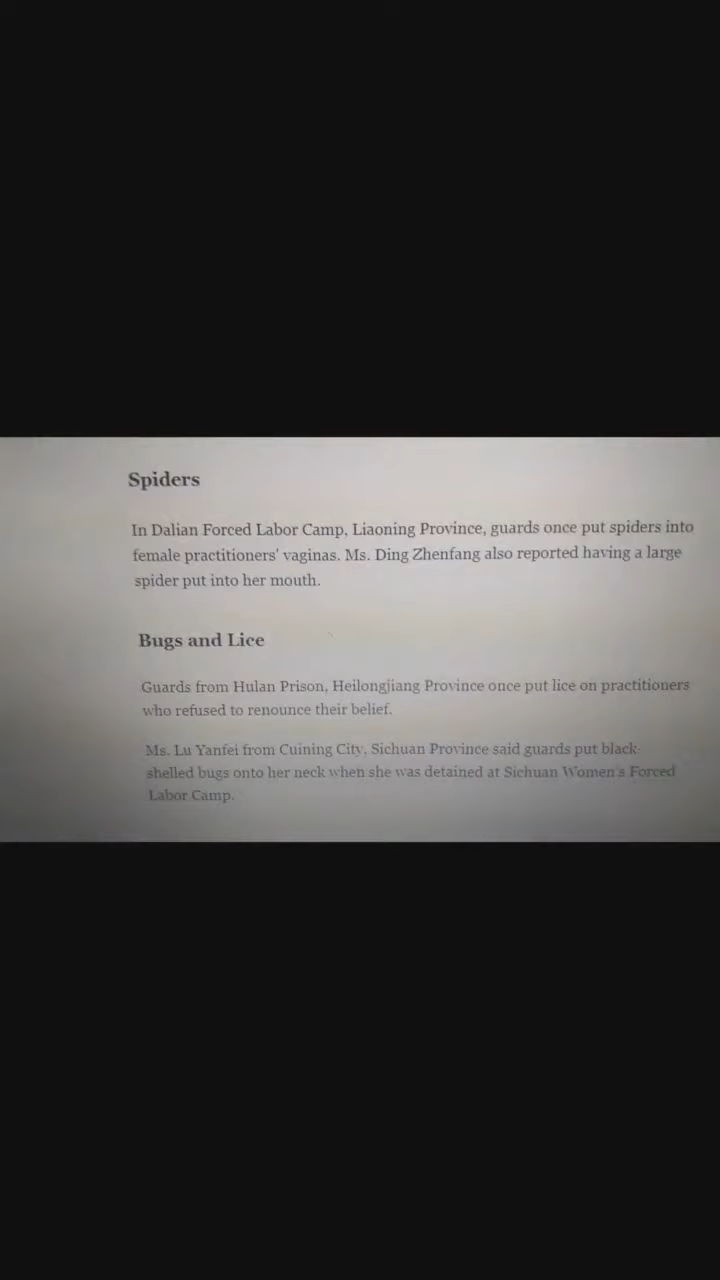 Spiders
In Dalian Forced Labor Camp, Liaoning Province, guards once put spiders into
female practitioners' vaginas. Ms. Ding Zhenfang also reported having a large
spider put into her mouth.
Bugs and Lice
Guards from Hulan Prison, Heilongjiang Province once put lice on practitioners
who refused to renounce their belief.
Ms. Lu Yanfei from Cuining City, Sichuan Province said guards put black-
shelled bugs onto her neck when she was detained at Sichuan Women's Forced
Labor Camp.